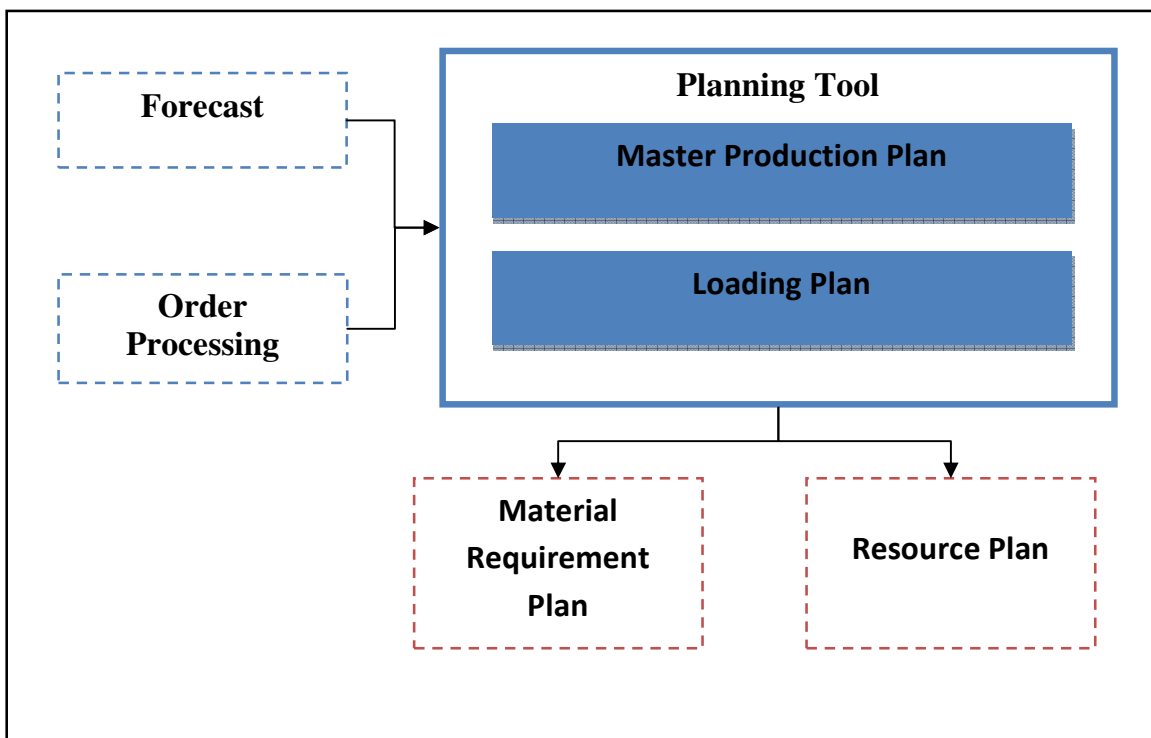 Forecast
Planning Tool
Master Production Plan
Order
Processing
Loading Plan
Material
Requirement
Plan
Resource Plan